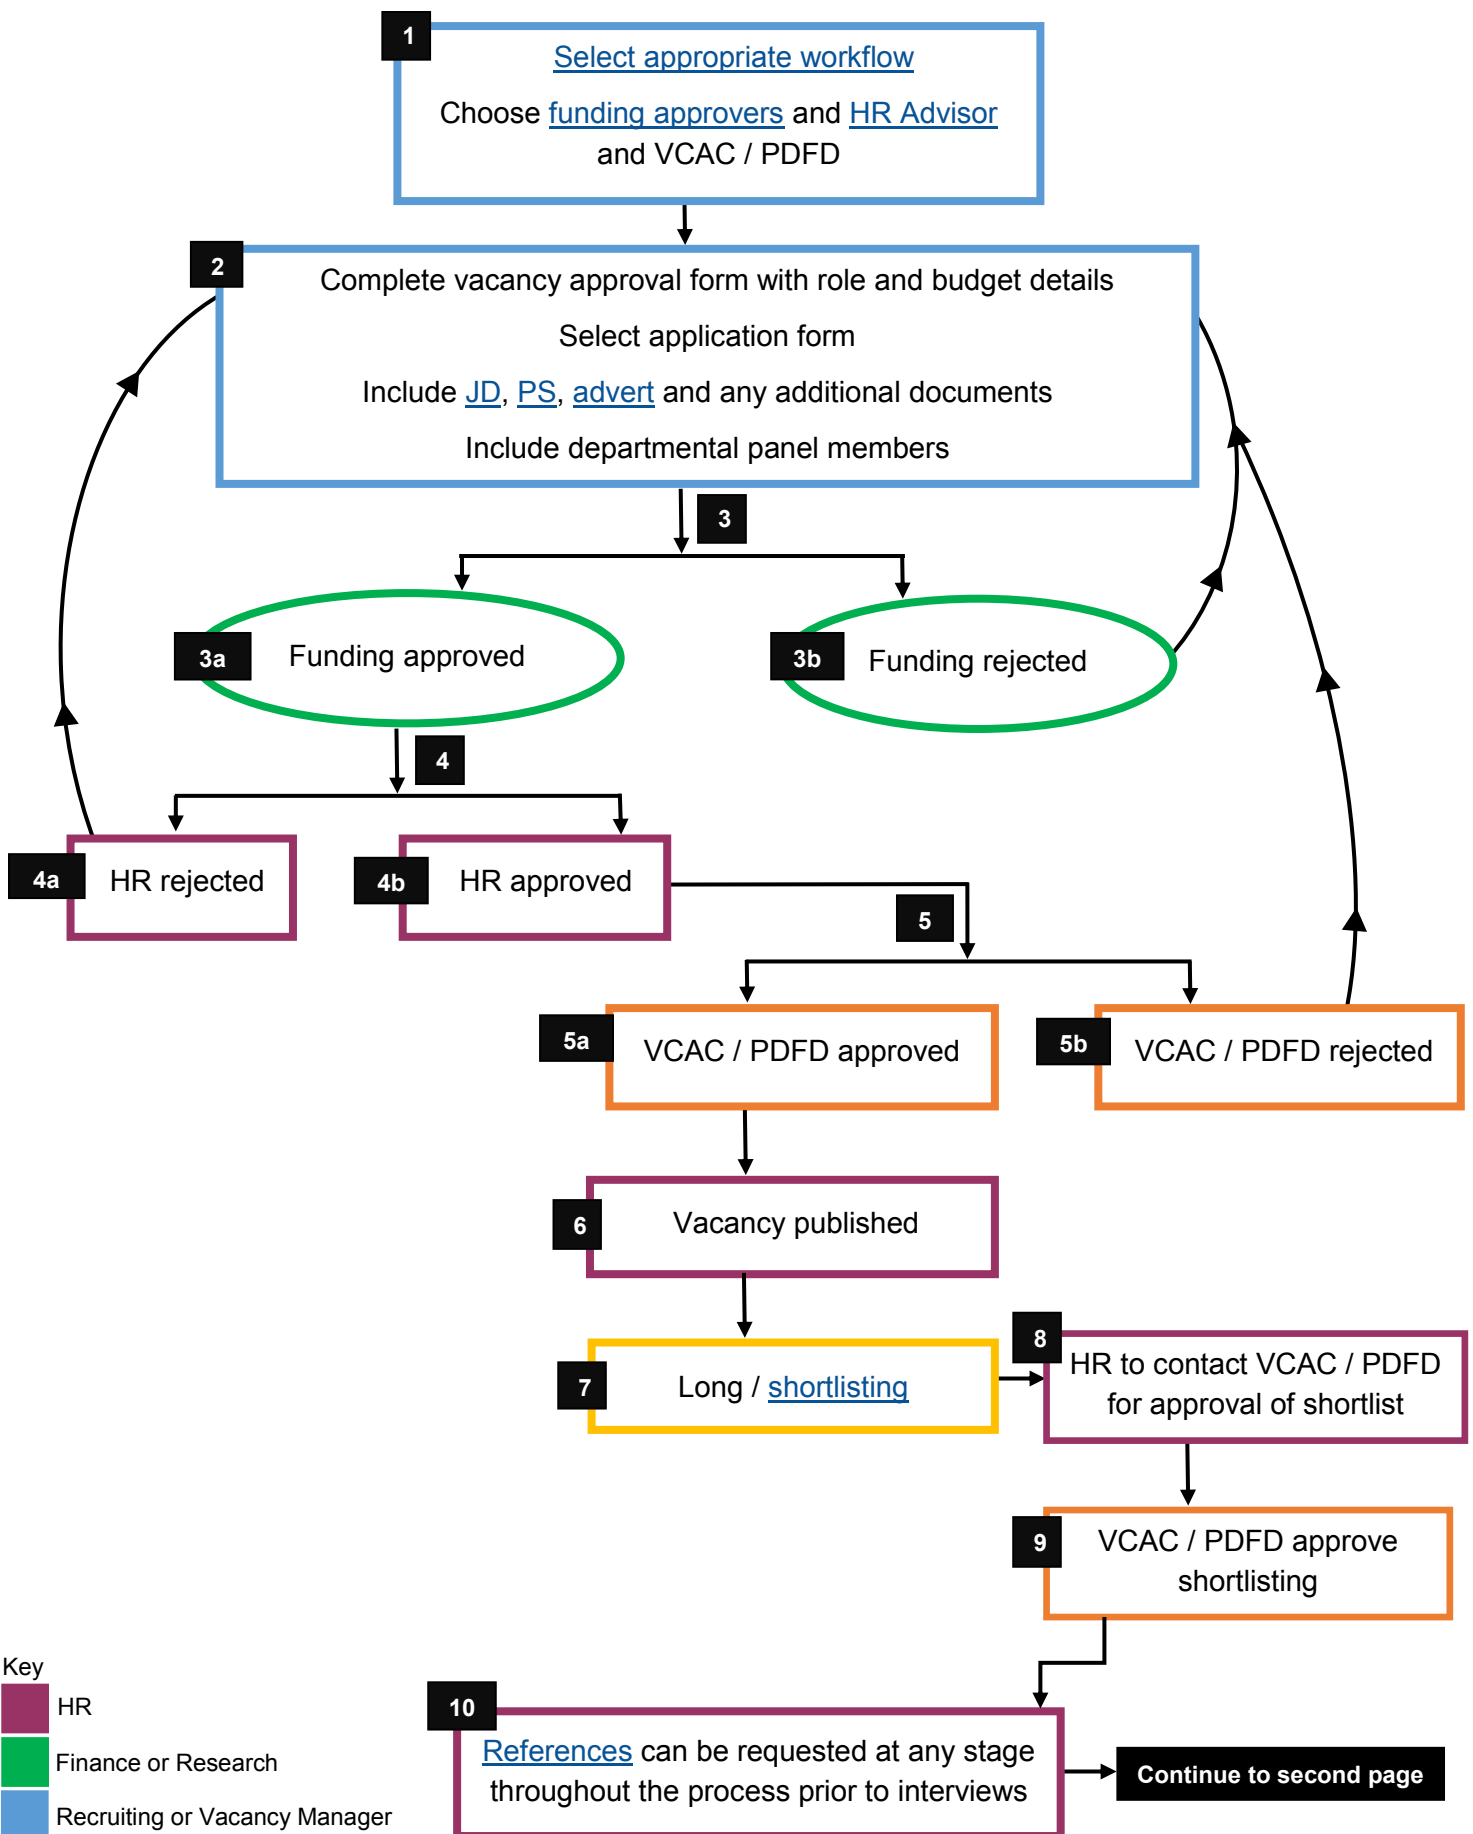 1
Select appropriate workflow
Choose funding approvers and HR Advisor
and VCAC / PDFD
2
Complete vacancy approval form with role and budget details
Select application form
Include JD, PS, advert and any additional documents
Include departmental panel members
3
3a
Funding approved
3b
Funding rejected
4
4a
HR rejected
4b
HR approved
5
5a
VCAC / PDFD approved
5b
VCAC / PDFD rejected
6
Vacancy published
7
Long / shortlisting
8
HR to contact VCAC / PDFD
for approval of shortlist
9
VCAC / PDFD approve
shortlisting
10
References can be requested at any stage
throughout the process prior to interviews
Continue to second page
Key
HR
Finance or Research
Recruiting or Vacancy Manager